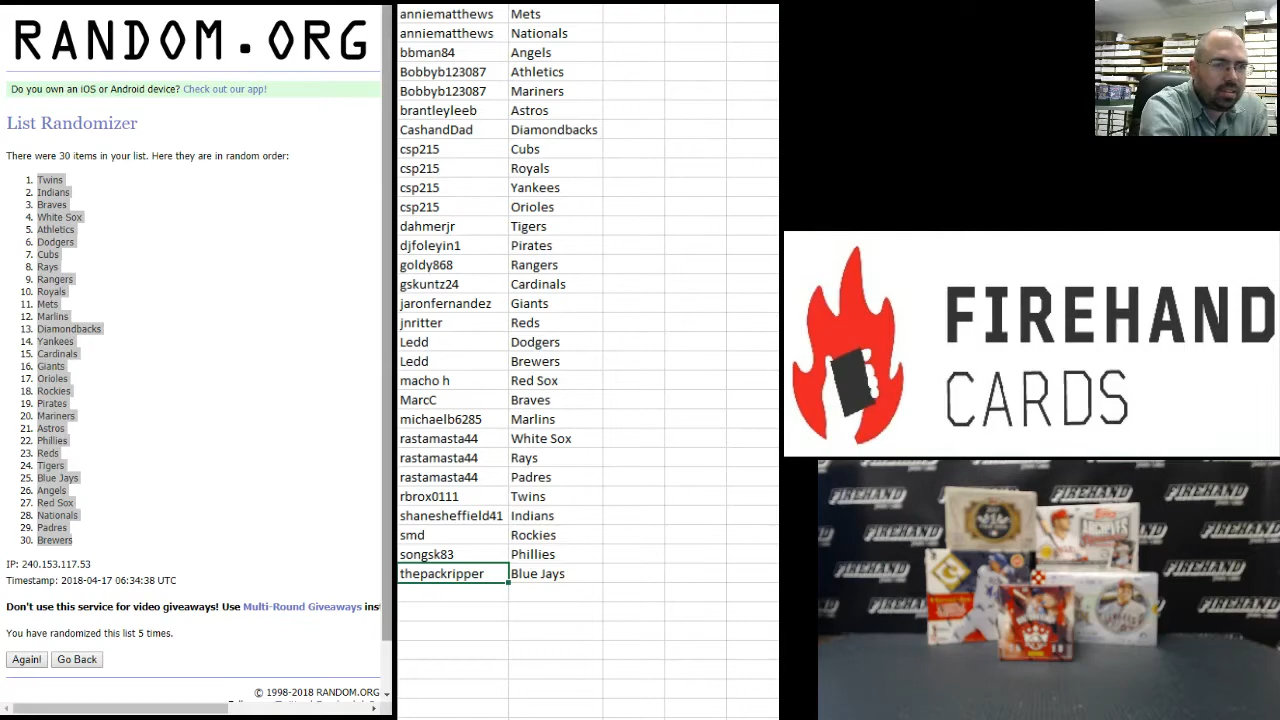 RANDOM.ORG
Do you own an iOS or Android device? Check out our app!
List Randomizer
There were 30 items in your list. Here they are in random order:
1. Twins
2. Indians
3. Braves
4. White Sox
5. Athletics
6. Dodgers
7. Cubs
8. Rays
9. Rangers
10. Royals
11. Mets
12. Marlins
13. Diamondbacks
14. Yankees
15. Cardinals
16. Giants
17. Orioles
18. Rockies
19. Pirates
20. Mariners
21. Astros
22. Phillies
23. Reds
24. Tigers
25. Blue Jays
26. Angels
27. Red Sox
28. Nationals
29. Padres
30. Brewers
IP: 240.153.117.53
Timestamp: 2018-04-17 06:34:38 UTC
Don't use this service for video giveaways! Use Multi-Round Giveaways ins
You have randomized this list 5 times.
Again! Go Back
© 1998-2018 RANDOM.ORG
anniematthews Mets
anniematthews Nationals
bbman84 Angels
Bobbyb123087 Athletics
Bobbyb123087 Mariners
brantleyleeb Astros
CashandDad Diamondbacks
csp215 Cubs
csp215 Royals
csp215 Yankees
csp215 Orioles
dahmerjr Tigers
djfoleyin1 Pirates
goldy868 Rangers
gskuntz24 Cardinals
jaronfernandez Giants
jnritter Reds
Ledd Dodgers
Ledd Brewers
macho h Red Sox
MarcC Braves
michaelb6285 Marlins
rastamasta44 White Sox
rastamasta44 Rays
rastamasta44 Padres
rbrox0111 Twins
shanesheffield41 Indians
smd Rockies
songsk83 Phillies
thepackripper Blue Jays
FIREHAND
CARDS
FIREHAND
ARCHIVES